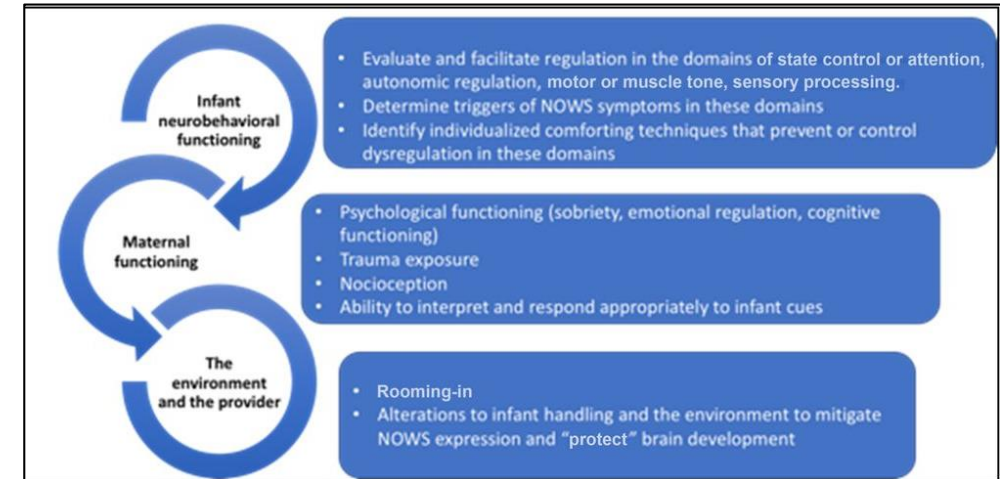 Infant
neurobehavioral
functioning
• Evaluate and facilitate regulation in the domains of state control or attention,
autonomic regulation, motor or muscle tone, sensory processing.
• Determine triggers of NOWS symptoms in these domains
• Identify individualized comforting techniques that prevent or control
dysregulation in these domains
Maternal
functioning
• Psychological functioning (sobriety, emotional regulation, cognitive
functioning)
• Trauma exposure
• Nocioception
• Ability to interpret and respond appropriately to infant cues
The
environment
and the provider
• Rooming-in
• Alterations to infant handling and the environment to mitigate
NOWS expression and “protect” brain development